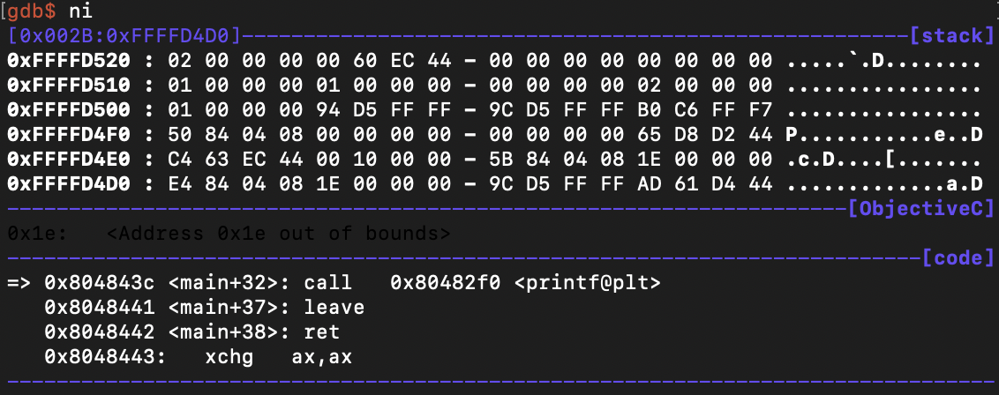 [gdb$ ni
[0x002B:0xFFFFD4D0]------------------------------------------------------[stack]
0xFFFFD520 : 02 00 00 00 00 60 EC 44 - 00 00 00 00 00 00 00 00 .....`.D........
0xFFFFD510 : 01 00 00 00 01 00 00 00 - 00 00 00 00 02 00 00 00 ................
0xFFFFD500 : 01 00 00 00 94 D5 FF FF - 9C D5 FF FF B0 C6 FF F7 ................
0xFFFFD4F0 : 50 84 04 08 00 00 00 00 - 00 00 00 00 65 D8 D2 44 P...........e..D
0xFFFFD4E0 : C4 63 EC 44 00 10 00 00 - 5B 84 04 08 1E 00 00 00 .c.D....[.......
0xFFFFD4D0 : E4 84 04 08 1E 00 00 00 - 9C D5 FF FF AD 61 D4 44 .............a.D
--------------------------------------------------------------------[ObjectiveC]
0x1e:   <Address 0x1e out of bounds>
--------------------------------------------------------------------------[code]
=> 0x804843c <main+32>: call   0x80482f0 <printf@plt>
   0x8048441 <main+37>: leave
   0x8048442 <main+38>: ret
   0x8048443:   xchg   ax,ax
--------------------------------------------------------------------------------